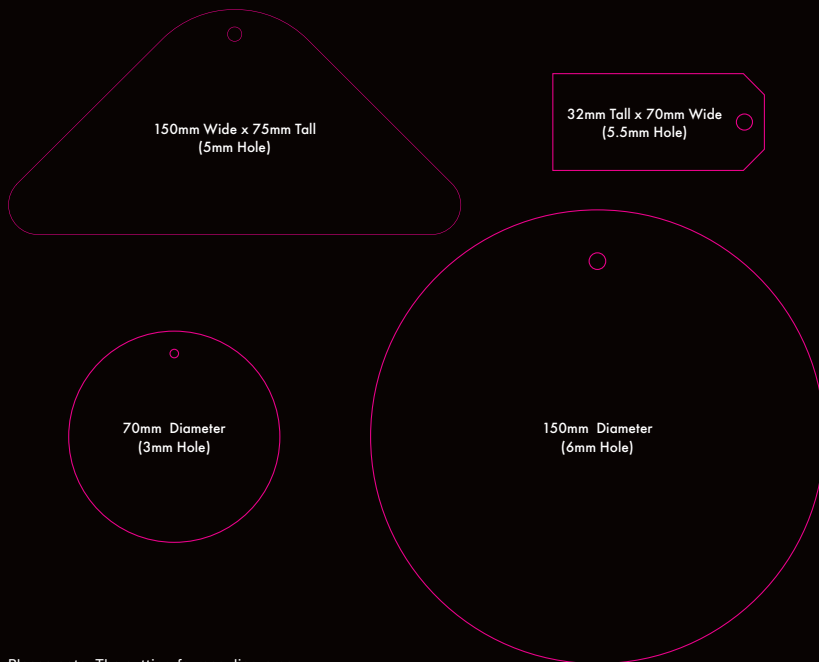 150mm Wide x 75mm Tall
(5mm Hole)
32mm Tall x 70mm Wide
(5.5mm Hole)
70mm  Diameter
(3mm Hole)
150mm  Diameter
(6mm Hole)